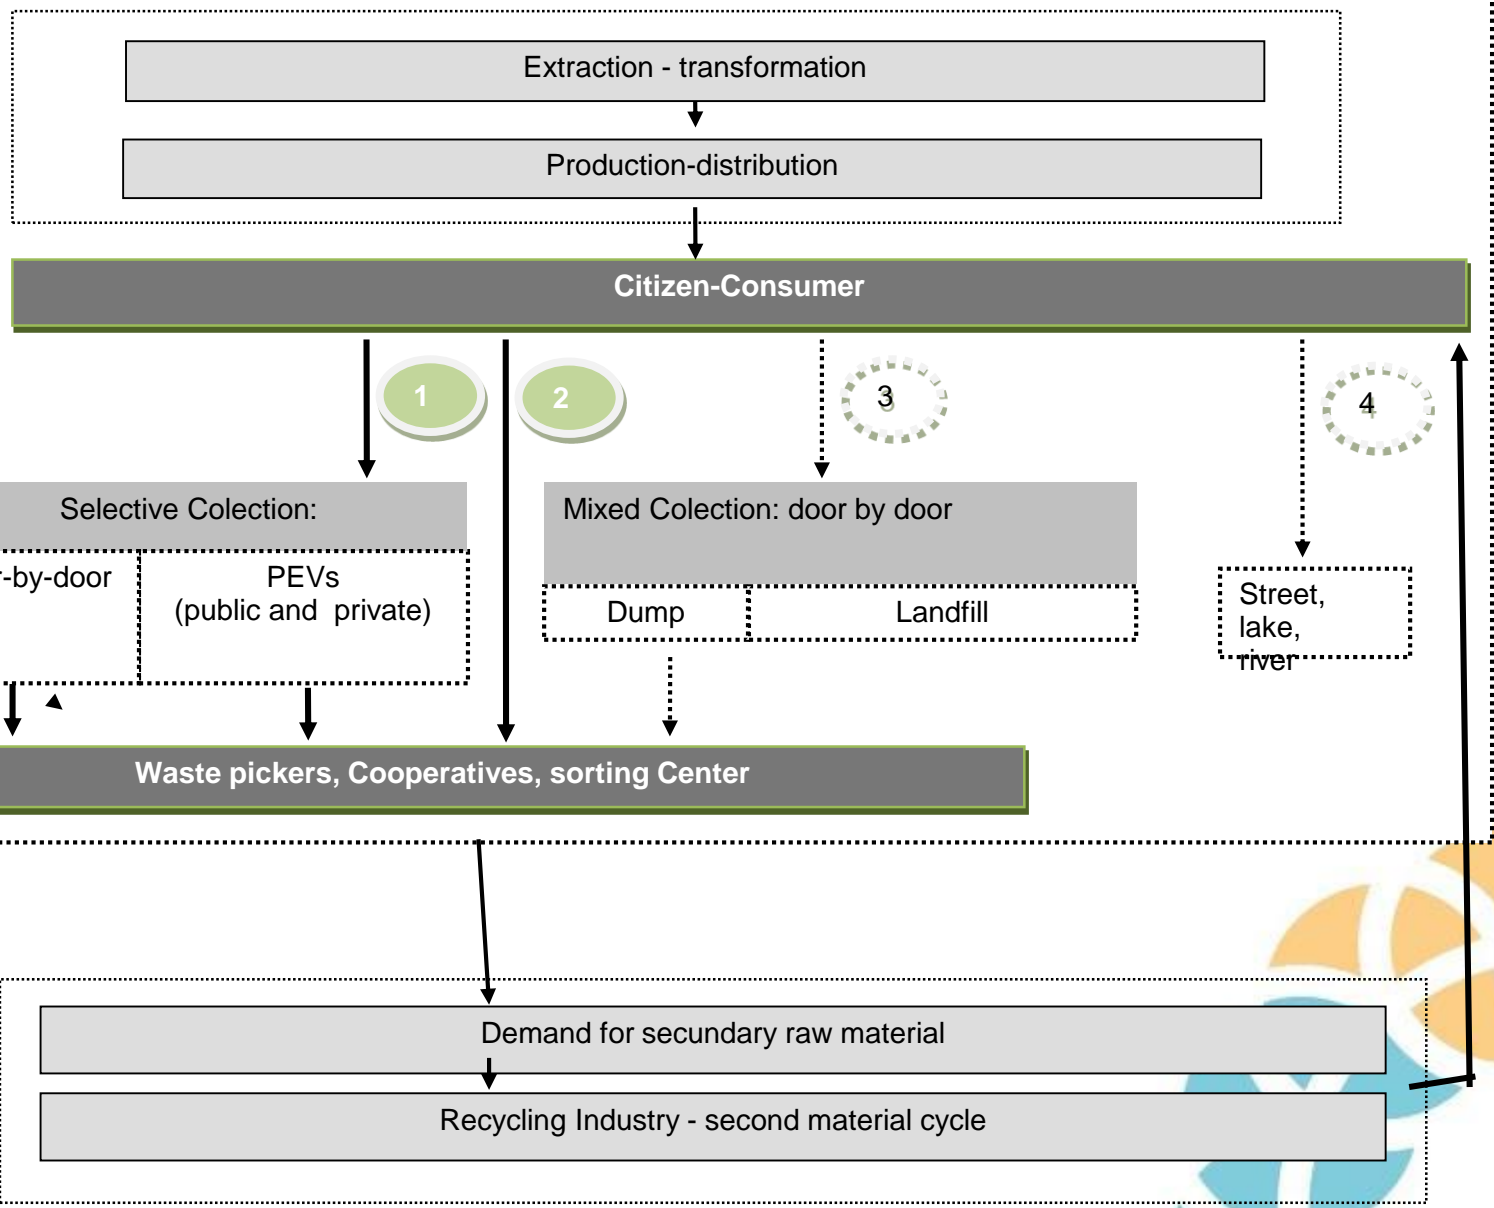 Extraction - transformation
Production-distribution
Citizen-Consumer
1
2
3
4
Selective Colection:
Mixed Colection: door by door
r-by-door
PEVs
(public and private)
Dump
Landfill
Street,
lake,
river
Waste pickers, Cooperatives, sorting Center
Demand for secundary raw material
Recycling Industry - second material cycle